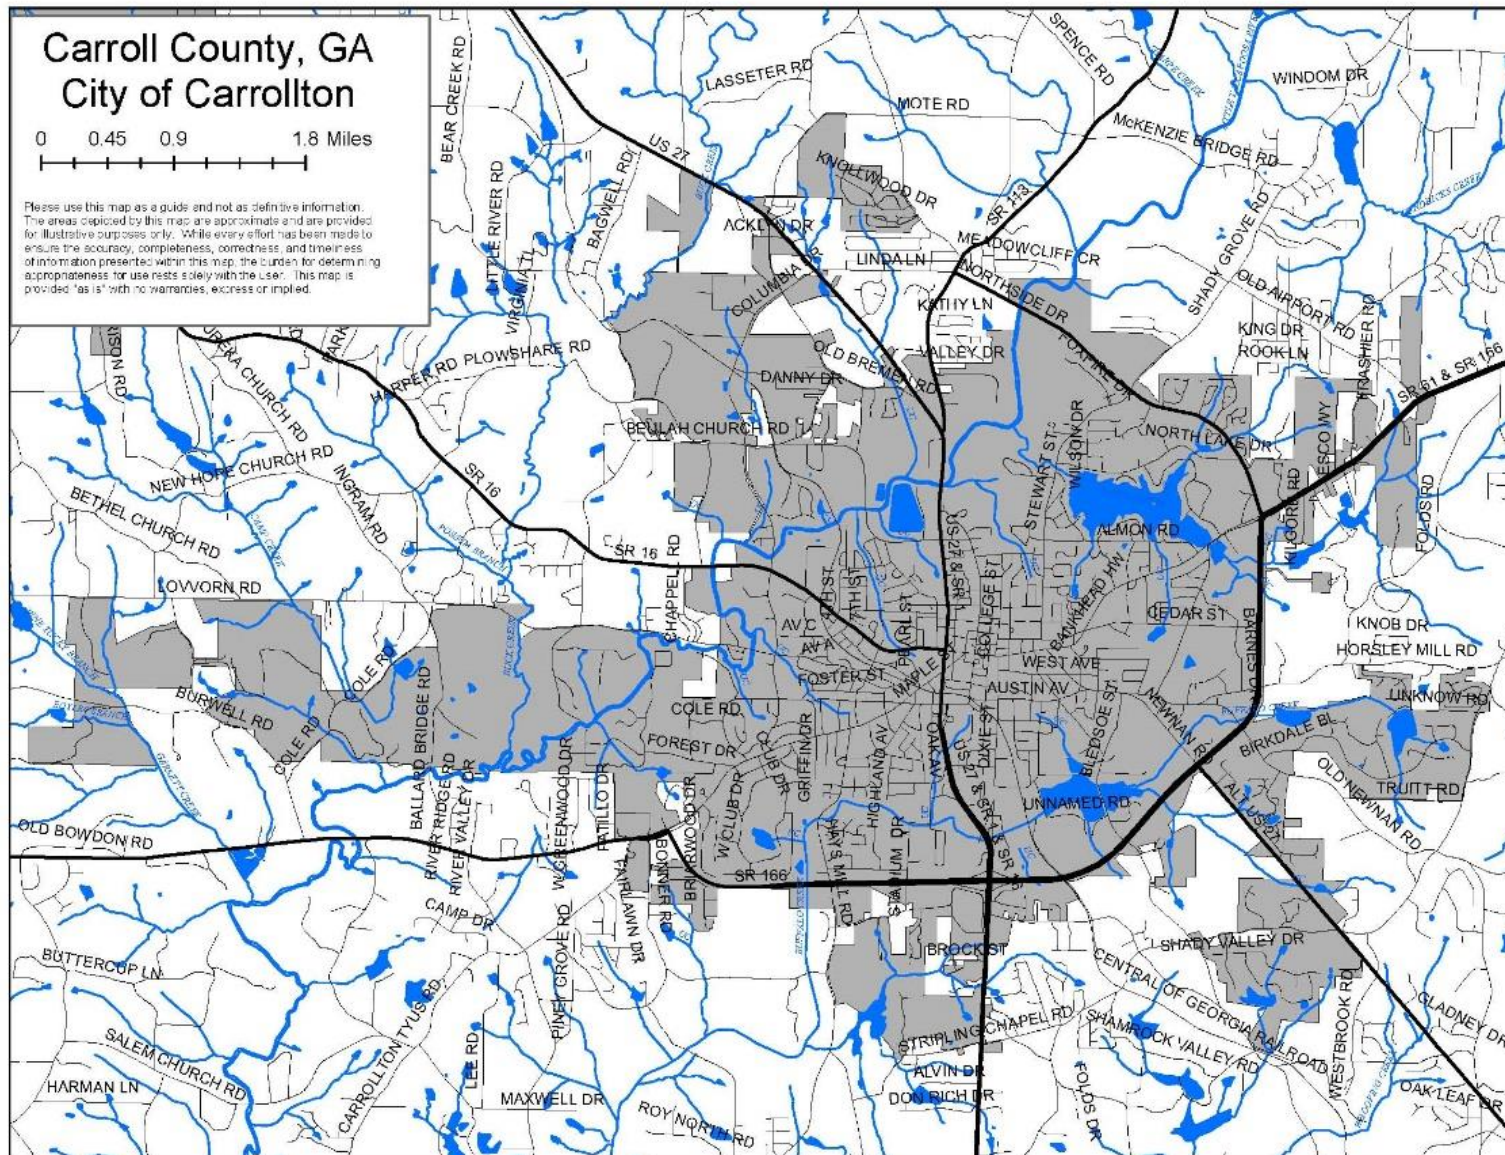 Carroll County, GA
City of Carrollton
0 0.45 0.9 1.8 Miles
Please use this map as a guide and not as definitive information.
The areas depicted by this map are approximate and are provided
for illustrative purposes only. While every effort has been made to
ensure the accuracy, completeness, correctness, and timeliness
of information presented within this map, the burden for determining
appropriateness for use rests solely with the user. This map is
provided "as is" with no warranties, express or implied.
BEAR CREEK RD
LASSETER RD
SPENCE RD
WINDOM DR
MOTE RD
McKENZIE BRIDGE RD
US 27
BAGWELL RD
LITTLE RIVER RD
KNOLLWOOD DR
SR 113
SHADY GROVE RD
ACKLYN DR
MEADOWCLIFF CR
LINDA LN
COLUMBIA DR
NORTHSIDE DR
OLD AIRPORT RD
KATHY LN
KING DR
ROOK LN
TRASHIER RD
HARPER RD
PLOWSHARE RD
OLD BREMEN RD
VALLEY DR
FOXFIRE DR
DANNY DR
SR 61 & SR 166
BEULAH CHURCH RD
WILSON DR
STEWART ST
NORTH LAKE DR
NEW HOPE CHURCH RD
INGRAM RD
SR 16
BETHEL CHURCH RD
CAMP CREEK
ALMON RD
FOLDS RD
SR 16
CHAPPEL RD
LOVVORN RD
AV C
AV A
PEARL ST
COLLEGE ST
BANKHEAD HW
CEDAR ST
KNOB DR
HORSLEY MILL RD
COLE RD
BUCK CREEK
FOSTER ST
WEST AVE
AUSTIN AV
UNKNOW RD
BURWELL RD
BALLARD BRIDGE RD
COLE RD
COLE RD
FOREST DR
CLUB DR
GRIFFIN DR
HIGHLAND AV
OAK AV
DIXIE ST
BLEDSOE ST
NEWNAN RD
BIRKDALE BL
OLD NEWNAN RD
TRUITT RD
UNNAMED RD
GARRETT CREEK
RIVER RIDGE RD
RIVER VALLEY DR
PATILLO DR
W CLUB DR
OLD BOWDON RD
BONNER RD
BRIARWOOD DR
SR 166
FAIRLAWN DR
HAYS MILL RD
CAMP DR
PINEY GROVE RD
BROCK ST
SHADY VALLEY DR
BUTTERCUP LN
CARROLLTON TYUS RD
CENTRAL OF GEORGIA RAILROAD
STRIPLING CHAPEL RD
SHAMROCK VALLEY RD
WESTBROOK RD
GLADNEY DR
SALEM CHURCH RD
LEE RD
ALVIN DR
HARMAN LN
MAXWELL DR
DON RICH DR
FOLDS DR
OAK LEAF DR
ROY NORTH RD